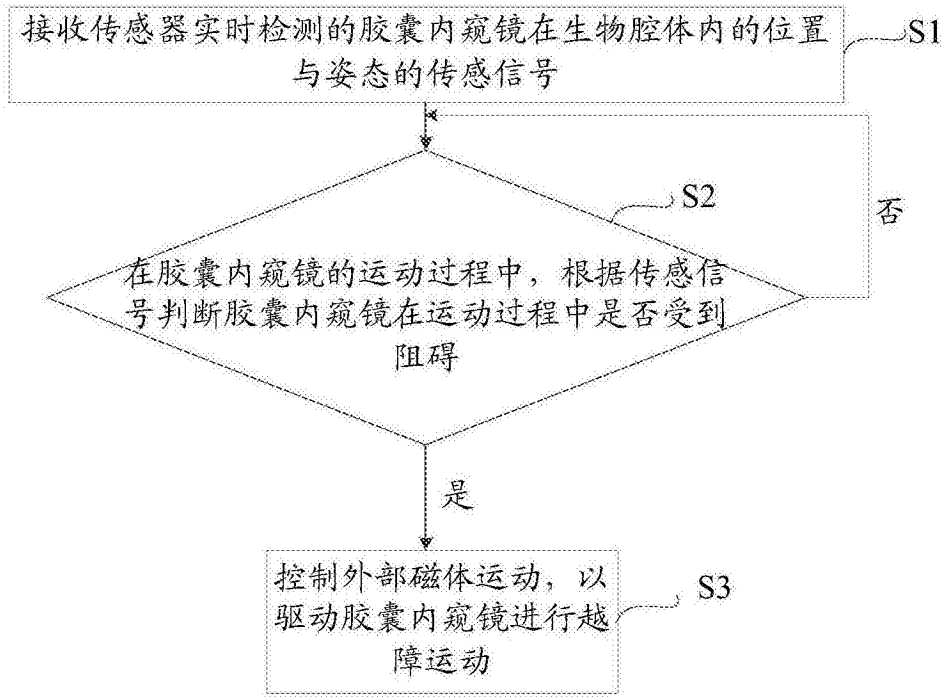 接收传感器实时检测的胶囊内窥镜在生物腔体内的位置
与姿态的传感信号
S1
S2
否
在胶囊内窥镜的运动过程中，根据传感信
号判断胶囊内窥镜在运动过程中是否受到
阻碍
是
控制外部磁体运动，以
驱动胶囊内窥镜进行越
障运动
S3